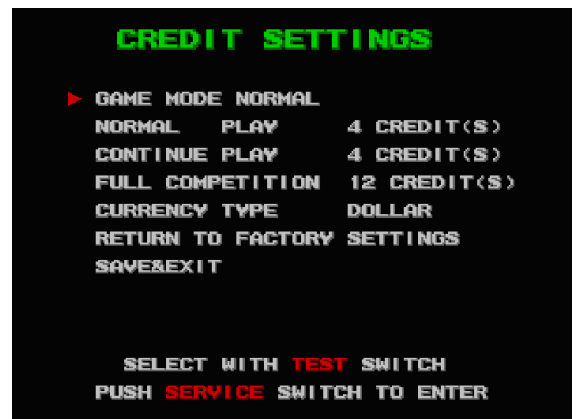 CREDIT SETTINGS
GAME MODE NORMAL
NORMAL PLAY 4 CREDIT(S)
CONTINUE PLAY 4 CREDIT(S)
FULL COMPETITION 12 CREDIT(S)
CURRENCY TYPE DOLLAR
RETURN TO FACTORY SETTINGS
SAVE&EXIT
SELECT WITH TEST SWITCH
PUSH SERVICE SWITCH TO ENTER